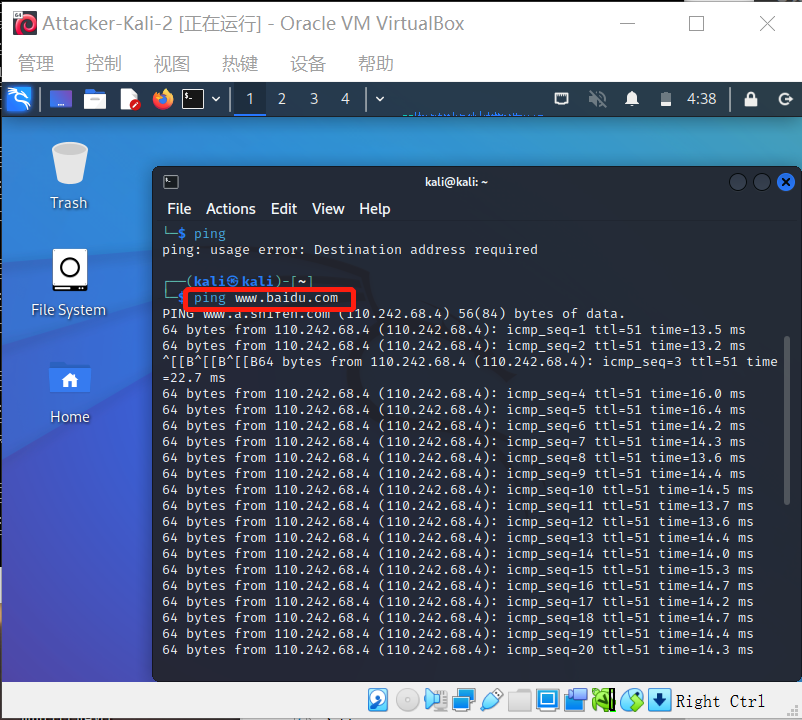 Attacker-Kali-2 [正在运行] - Oracle VM VirtualBox
管理 控制 视图 热键 设备 帮助
1 2 3 4 4:38
Trash
File System
Home
kali@kali: ~
File Actions Edit View Help
└─$ ping
ping: usage error: Destination address required
┌──(kali㉿kali)-[~]
└─$ ping www.baidu.com
PING www.a.shifen.com (110.242.68.4) 56(84) bytes of data.
64 bytes from 110.242.68.4 (110.242.68.4): icmp_seq=1 ttl=51 time=13.5 ms
64 bytes from 110.242.68.4 (110.242.68.4): icmp_seq=2 ttl=51 time=13.2 ms
^[[B^[[B^[[B64 bytes from 110.242.68.4 (110.242.68.4): icmp_seq=3 ttl=51 time
=22.7 ms
64 bytes from 110.242.68.4 (110.242.68.4): icmp_seq=4 ttl=51 time=16.0 ms
64 bytes from 110.242.68.4 (110.242.68.4): icmp_seq=5 ttl=51 time=16.4 ms
64 bytes from 110.242.68.4 (110.242.68.4): icmp_seq=6 ttl=51 time=14.2 ms
64 bytes from 110.242.68.4 (110.242.68.4): icmp_seq=7 ttl=51 time=14.3 ms
64 bytes from 110.242.68.4 (110.242.68.4): icmp_seq=8 ttl=51 time=13.6 ms
64 bytes from 110.242.68.4 (110.242.68.4): icmp_seq=9 ttl=51 time=14.4 ms
64 bytes from 110.242.68.4 (110.242.68.4): icmp_seq=10 ttl=51 time=14.5 ms
64 bytes from 110.242.68.4 (110.242.68.4): icmp_seq=11 ttl=51 time=13.7 ms
64 bytes from 110.242.68.4 (110.242.68.4): icmp_seq=12 ttl=51 time=13.6 ms
64 bytes from 110.242.68.4 (110.242.68.4): icmp_seq=13 ttl=51 time=14.4 ms
64 bytes from 110.242.68.4 (110.242.68.4): icmp_seq=14 ttl=51 time=14.0 ms
64 bytes from 110.242.68.4 (110.242.68.4): icmp_seq=15 ttl=51 time=15.3 ms
64 bytes from 110.242.68.4 (110.242.68.4): icmp_seq=16 ttl=51 time=14.7 ms
64 bytes from 110.242.68.4 (110.242.68.4): icmp_seq=17 ttl=51 time=14.2 ms
64 bytes from 110.242.68.4 (110.242.68.4): icmp_seq=18 ttl=51 time=14.7 ms
64 bytes from 110.242.68.4 (110.242.68.4): icmp_seq=19 ttl=51 time=14.4 ms
64 bytes from 110.242.68.4 (110.242.68.4): icmp_seq=20 ttl=51 time=14.3 ms
Right Ctrl